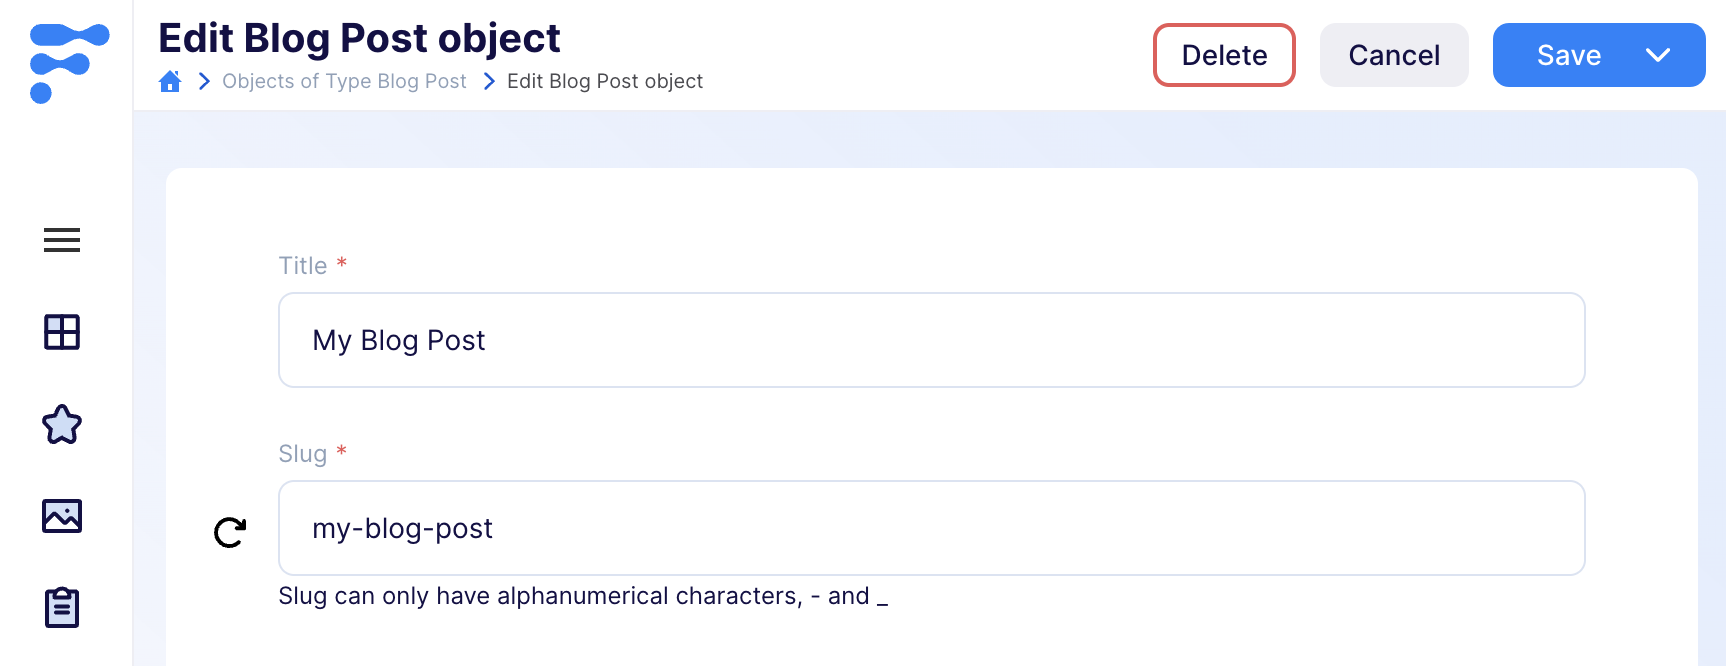 Edit Blog Post object
Objects of Type Blog Post Edit Blog Post object
Delete Cancel Save
Title *
My Blog Post
Slug *
my-blog-post
Slug can only have alphanumerical characters, - and _